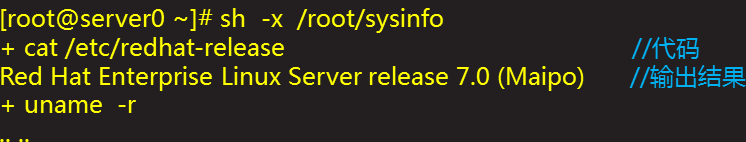 [root@server0 ~]# sh -x /root/sysinfo
+ cat /etc/redhat-release //代码
Red Hat Enterprise Linux Server release 7.0 (Maipo) //输出结果
+ uname -r
.. ..